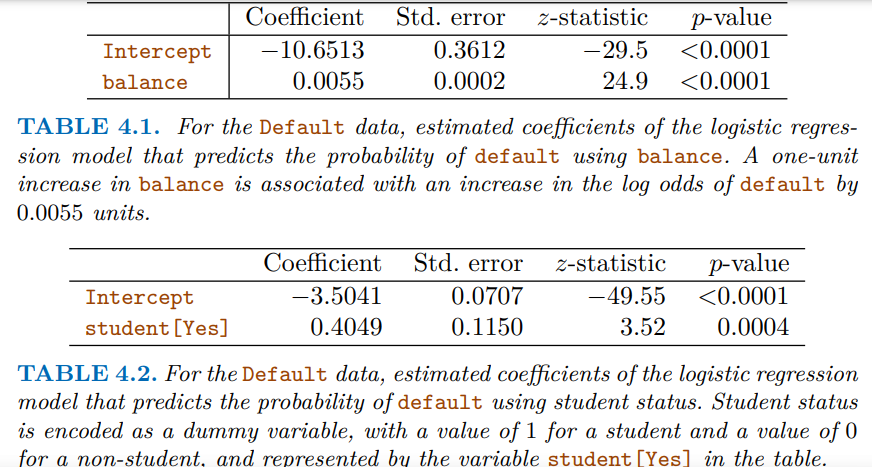 Coefficient Std. error z-statistic p-value
Intercept −10.6513 0.3612 −29.5 <0.0001
balance 0.0055 0.0002 24.9 <0.0001
TABLE 4.1. For the Default data, estimated coefficients of the logistic regres-
sion model that predicts the probability of default using balance. A one-unit
increase in balance is associated with an increase in the log odds of default by
0.0055 units.
Coefficient Std. error z-statistic p-value
Intercept −3.5041 0.0707 −49.55 <0.0001
student[Yes] 0.4049 0.1150 3.52 0.0004
TABLE 4.2. For the Default data, estimated coefficients of the logistic regression
model that predicts the probability of default using student status. Student status
is encoded as a dummy variable, with a value of 1 for a student and a value of 0
for a non-student, and represented by the variable student[Yes] in the table.